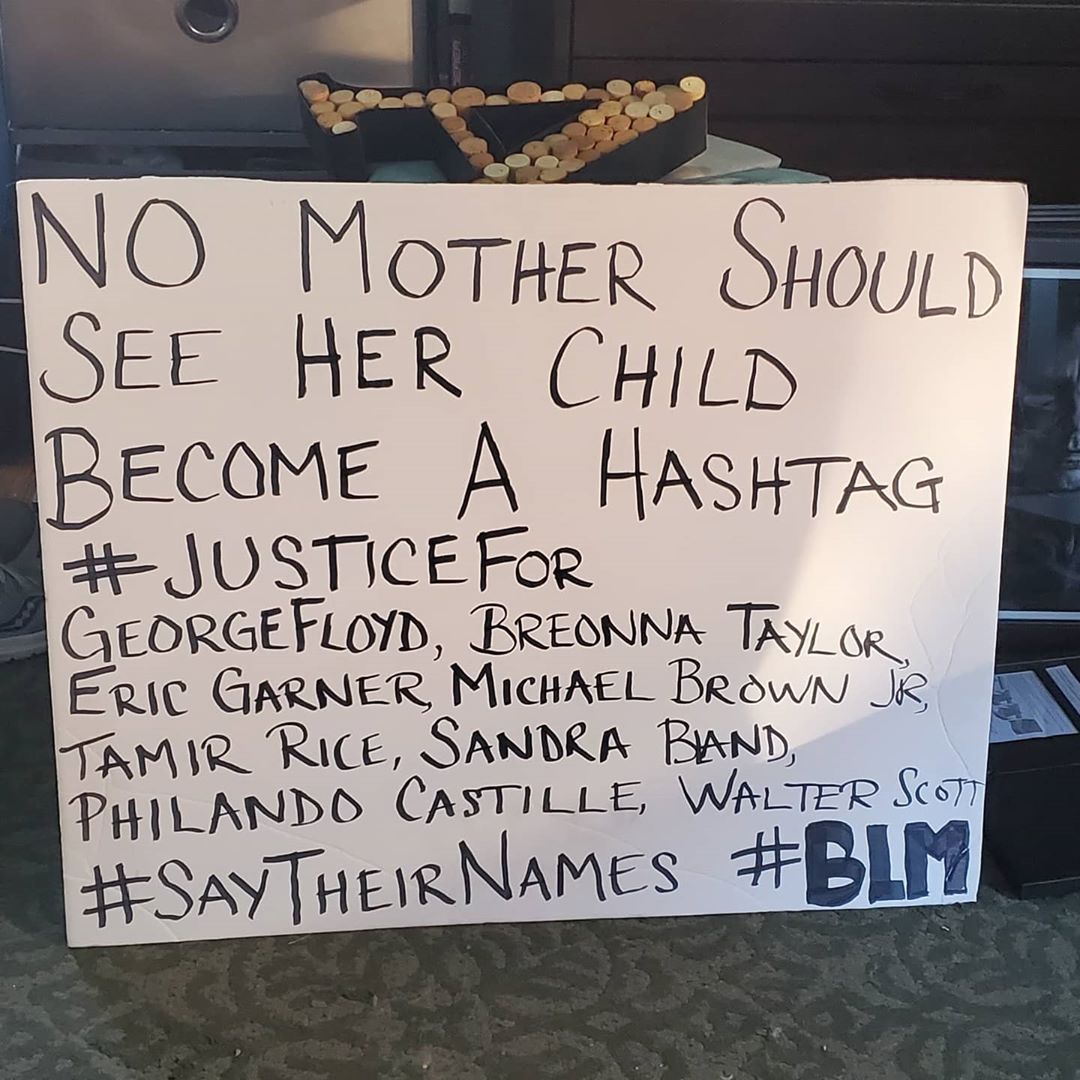 NO MOTHER SHOULD
SEE HER CHILD
BECOME A HASHTAG
#JUSTICEFOR
GEORGEFLOYD, BREONNA TAYLOR,
ERIC GARNER, MICHAEL BROWN JR,
TAMIR RICE, SANDRA BLAND,
PHILANDO CASTILLE, WALTER SCOTT
#SAYTHEIRNAMES #BLM